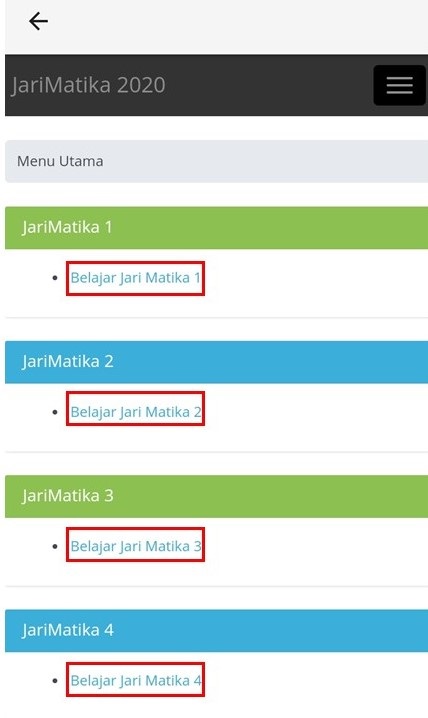 JariMatika 2020
Menu Utama
JariMatika 1
Belajar Jari Matika 1
JariMatika 2
Belajar Jari Matika 2
JariMatika 3
Belajar Jari Matika 3
JariMatika 4
Belajar Jari Matika 4